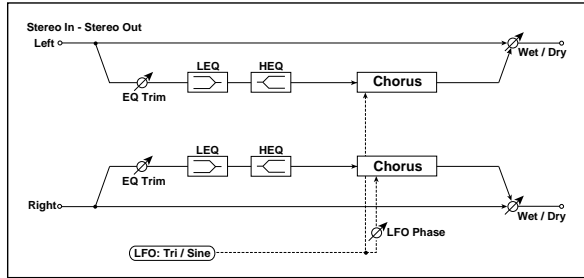 Stereo In - Stereo Out
Left
Wet / Dry
LEQ
HEQ
EQ Trim
Chorus
Chorus
LEQ
HEQ
EQ Trim
Right
Wet / Dry
LFO Phase
LFO: Tri / Sine